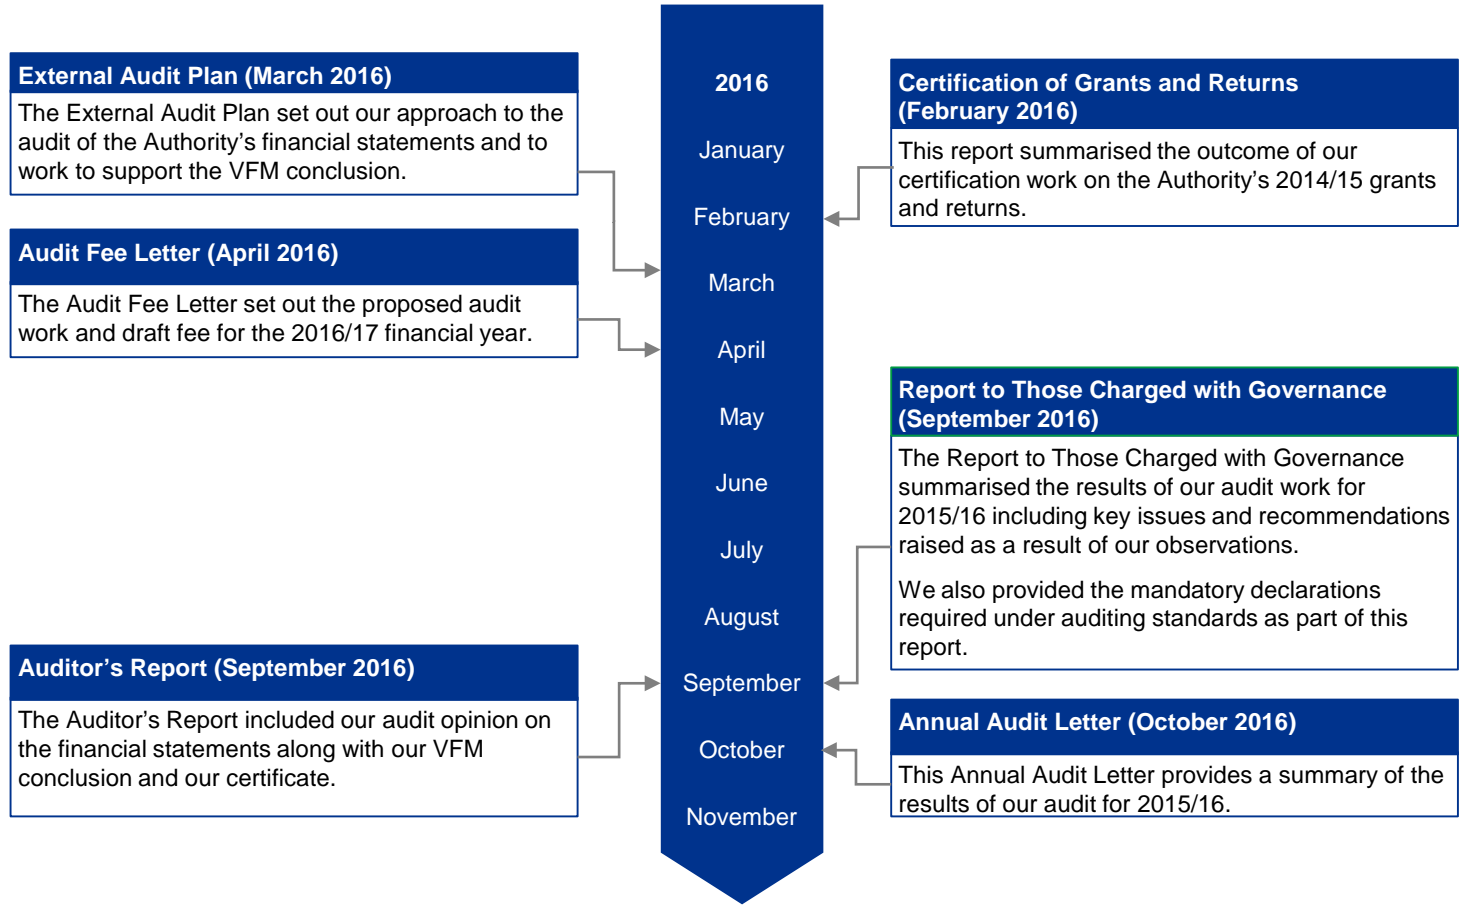 External Audit Plan (March 2016)
The External Audit Plan set out our approach to the
audit of the Authority’s financial statements and to
work to support the VFM conclusion.
Audit Fee Letter (April 2016)
The Audit Fee Letter set out the proposed audit
work and draft fee for the 2016/17 financial year.
Auditor’s Report (September 2016)
The Auditor’s Report included our audit opinion on
the financial statements along with our VFM
conclusion and our certificate.
2016
January
February
March
April
May
June
July
August
September
October
November
Certification of Grants and Returns
(February 2016)
This report summarised the outcome of our
certification work on the Authority’s 2014/15 grants
and returns.
Report to Those Charged with Governance
(September 2016)
The Report to Those Charged with Governance
summarised the results of our audit work for
2015/16 including key issues and recommendations
raised as a result of our observations.
We also provided the mandatory declarations
required under auditing standards as part of this
report.
Annual Audit Letter (October 2016)
This Annual Audit Letter provides a summary of the
results of our audit for 2015/16.